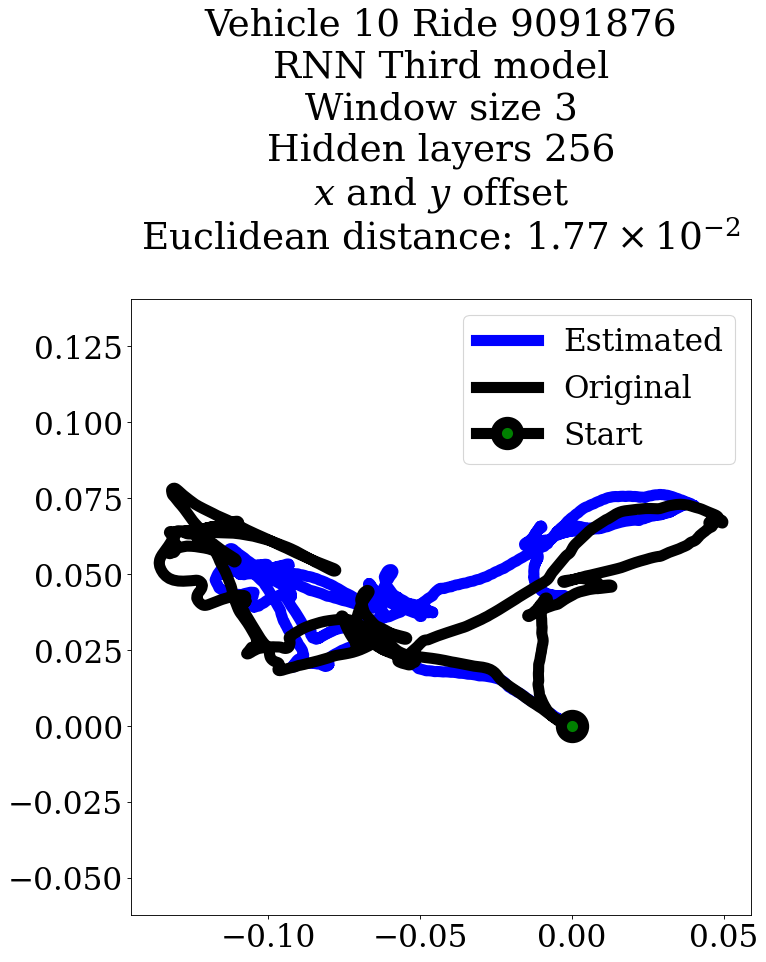 Vehicle 10 Ride 9091876
RNN Third model
Window size 3
Hidden layers 256
x and y offset
Euclidean distance: 1.77 × 10⁻²
Estimated
Original
Start
0.125
0.100
0.075
0.050
0.025
0.000
−0.025
−0.050
−0.10 −0.05 0.00 0.05